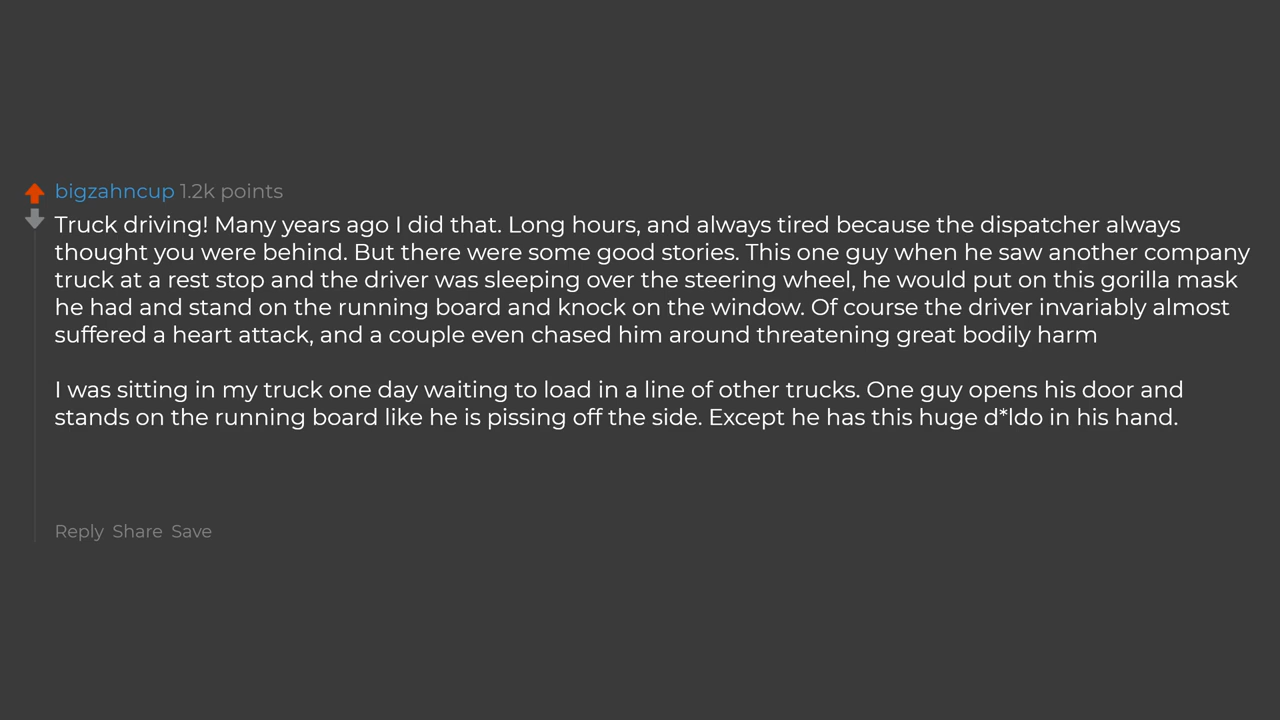 bigzahncup 1.2k points
Truck driving! Many years ago I did that. Long hours, and always tired because the dispatcher always
thought you were behind. But there were some good stories. This one guy when he saw another company
truck at a rest stop and the driver was sleeping over the steering wheel, he would put on this gorilla mask
he had and stand on the running board and knock on the window. Of course the driver invariably almost
suffered a heart attack, and a couple even chased him around threatening great bodily harm
I was sitting in my truck one day waiting to load in a line of other trucks. One guy opens his door and
stands on the running board like he is pissing off the side. Except he has this huge d*ldo in his hand.
Reply Share Save